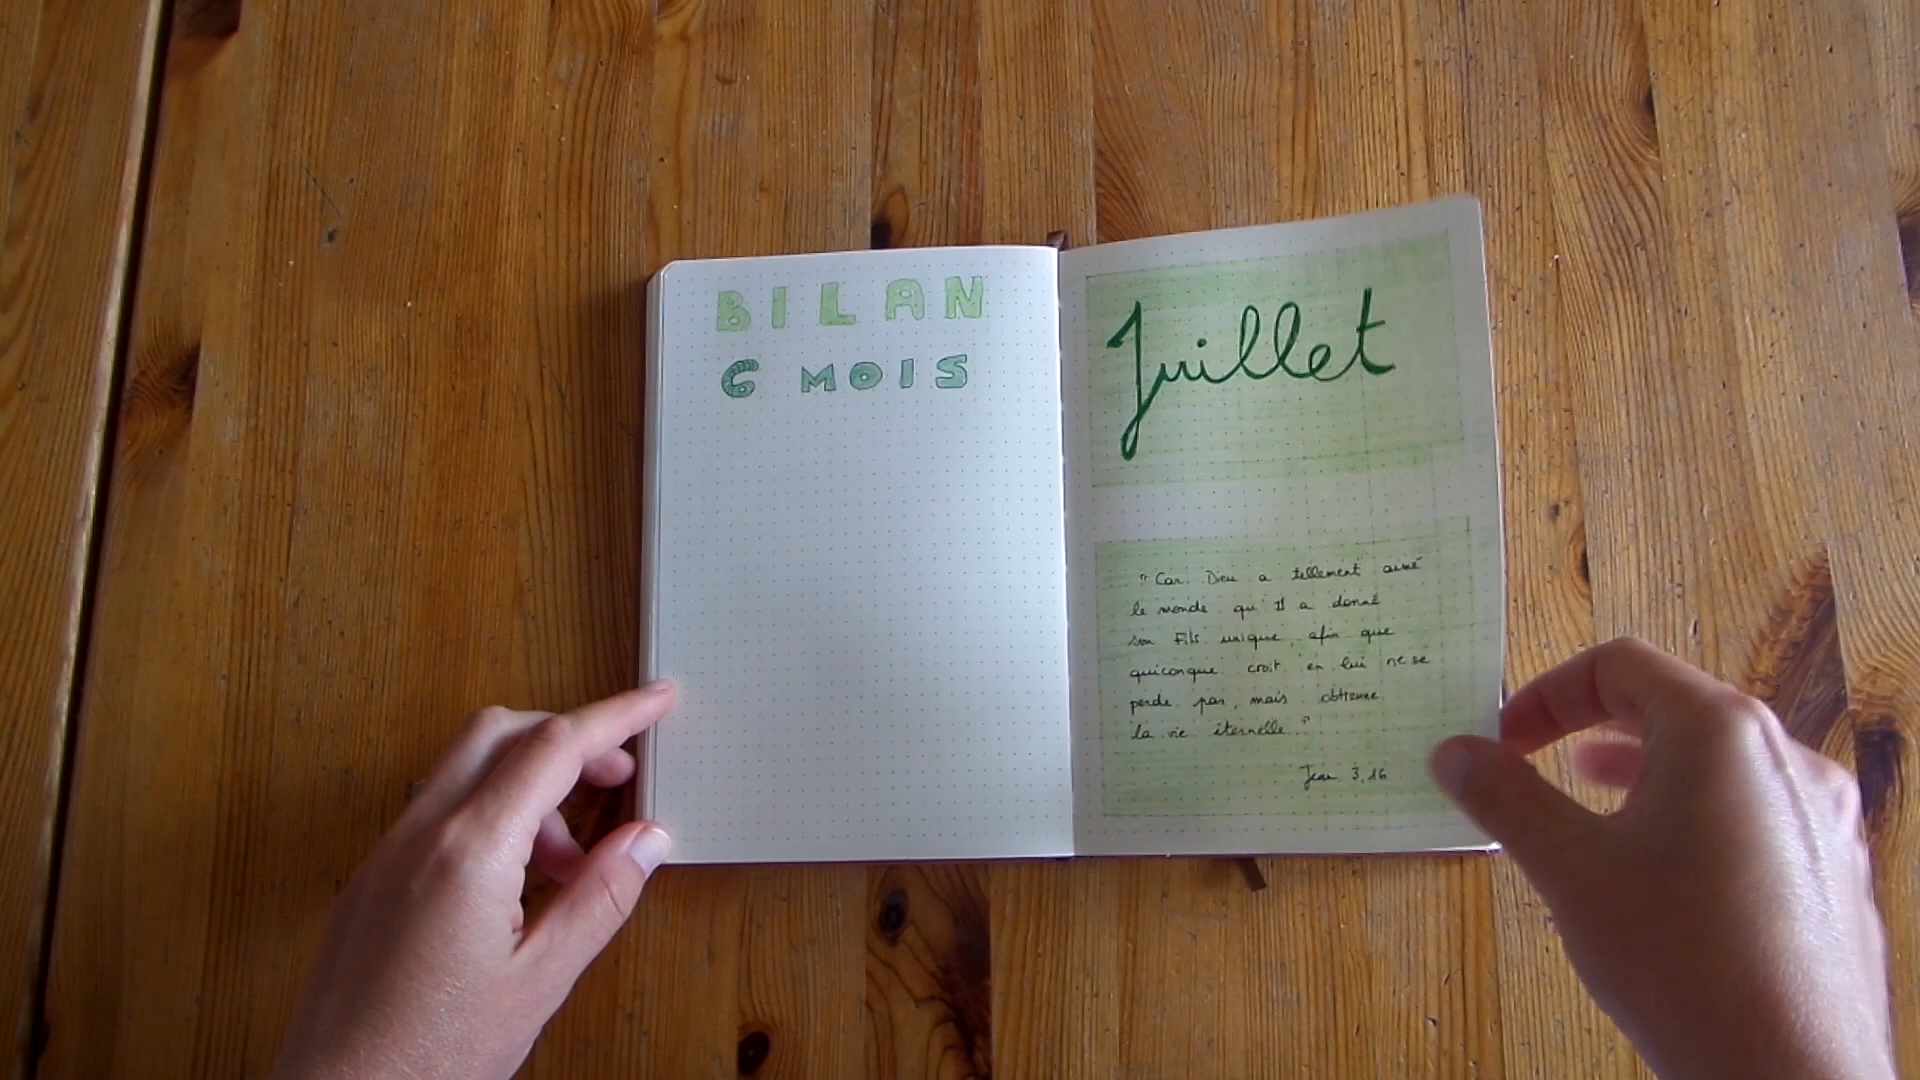 BILAN
6 MOIS
Juillet
"Car Dieu a tellement aimé
le monde qu'Il a donné
son Fils unique, afin que
quiconque croit en lui ne se
perde pas, mais obtienne
la vie éternelle."
Jean 3,16